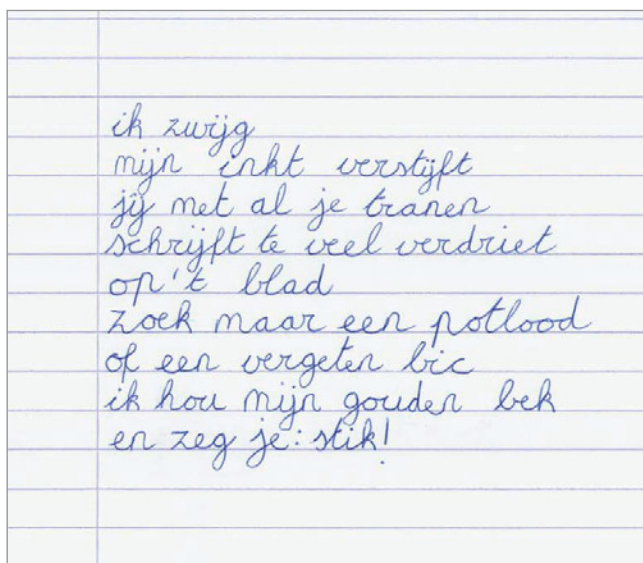 ik zwijg
mijn inkt verstijft
jij met al je tranen
schrijft te veel verdriet
op 't blad
zoek maar een potlood
of een vergeten bic
ik hou mijn gouden bek
en zeg je: stik!